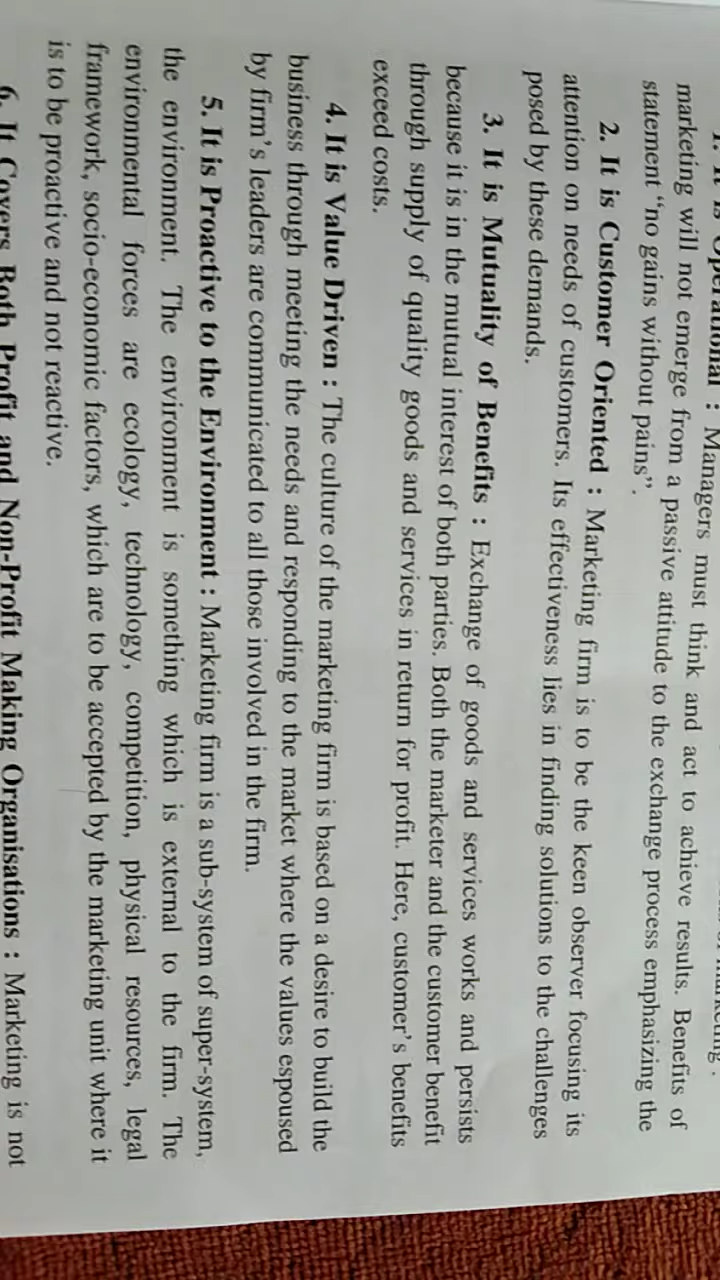 Operational : Managers must think and act to achieve results. Benefits of
marketing will not emerge from a passive attitude to the exchange process emphasizing the
statement “no gains without pains”.
2. It is Customer Oriented : Marketing firm is to be the keen observer focusing its
attention on needs of customers. Its effectiveness lies in finding solutions to the challenges
posed by these demands.
3. It is Mutuality of Benefits : Exchange of goods and services works and persists
because it is in the mutual interest of both parties. Both the marketer and the customer benefit
through supply of quality goods and services in return for profit. Here, customer’s benefits
exceed costs.
4. It is Value Driven : The culture of the marketing firm is based on a desire to build the
business through meeting the needs and responding to the market where the values espoused
by firm’s leaders are communicated to all those involved in the firm.
5. It is Proactive to the Environment : Marketing firm is a sub-system of super-system,
the environment. The environment is something which is external to the firm. The
environmental forces are ecology, technology, competition, physical resources, legal
framework, socio-economic factors, which are to be accepted by the marketing unit where it
is to be proactive and not reactive.
6. It Covers Both Profit and Non-Profit Making Organisations : Marketing is not